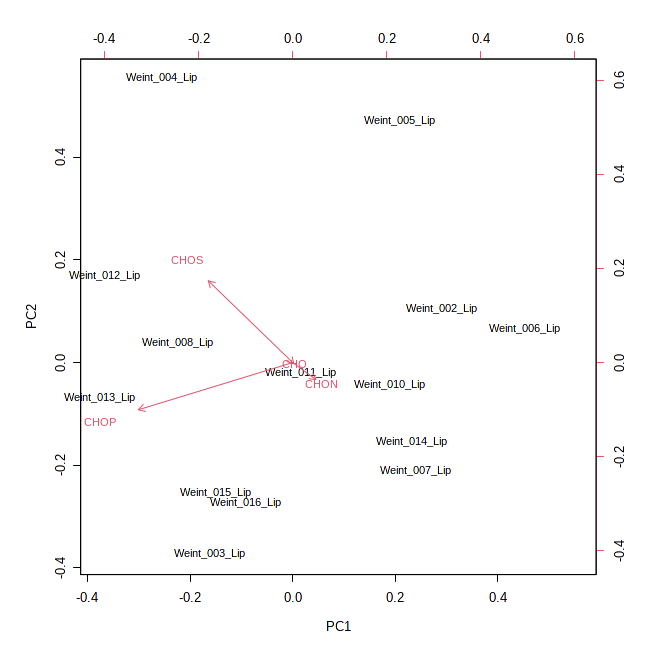 -0.4 -0.2 0.0 0.2 0.4 0.6
Weint_004_Lip
0.6
Weint_005_Lip
0.4
0.4
CHOS
0.2
0.2
Weint_012_Lip
Weint_002_Lip
Weint_006_Lip
PC2
Weint_008_Lip
0.0
CHO
0.0
Weint_011_Lip
CHON
Weint_010_Lip
Weint_013_Lip
CHOP
Weint_014_Lip
-0.2
-0.2
Weint_007_Lip
Weint_015_Lip
Weint_016_Lip
Weint_003_Lip
-0.4
-0.4
-0.4 -0.2 0.0 0.2 0.4
PC1